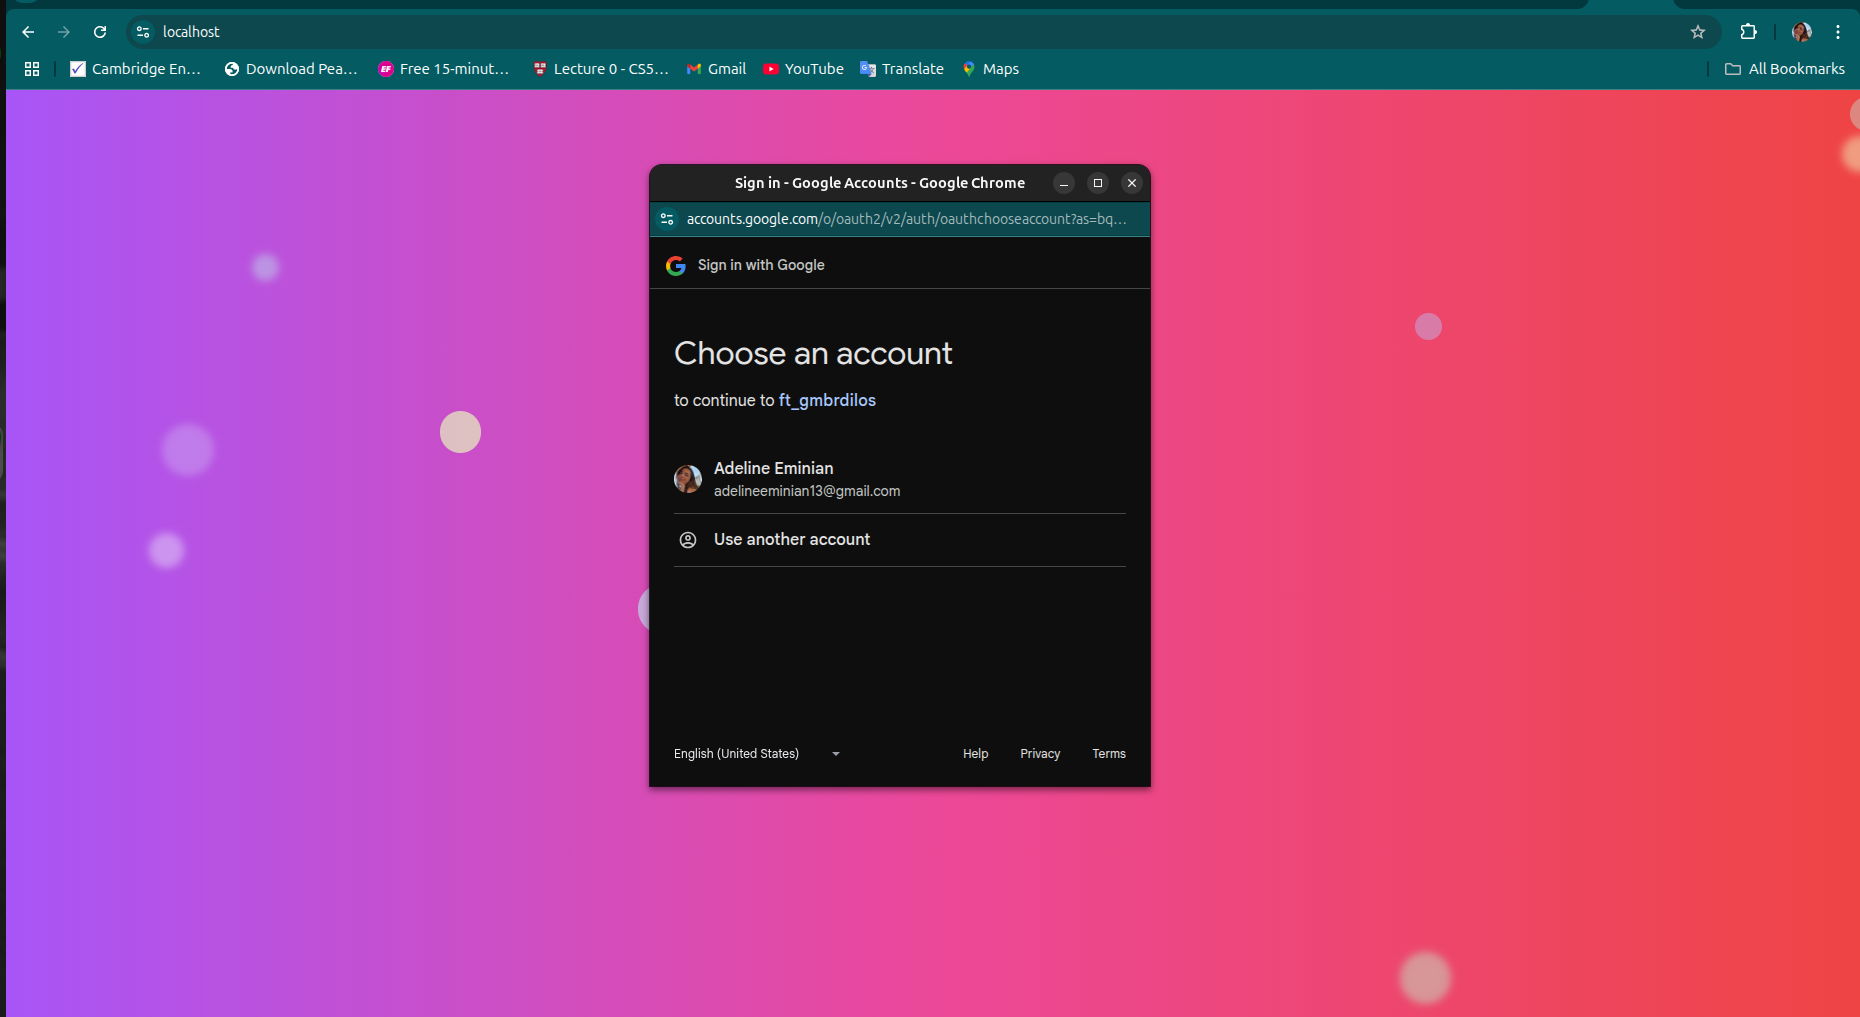 localhost
Cambridge En...
Download Pea...
EF
Free 15-minut...
Lecture 0 - CS5...
Gmail
YouTube
Translate
Maps
All Bookmarks
Sign in - Google Accounts - Google Chrome
accounts.google.com/o/oauth2/v2/auth/oauthchooseaccount?as=bq...
Sign in with Google
Choose an account
to continue to ft_gmbrdilos
Adeline Eminian
adelineeminian13@gmail.com
Use another account
English (United States)
Help
Privacy
Terms